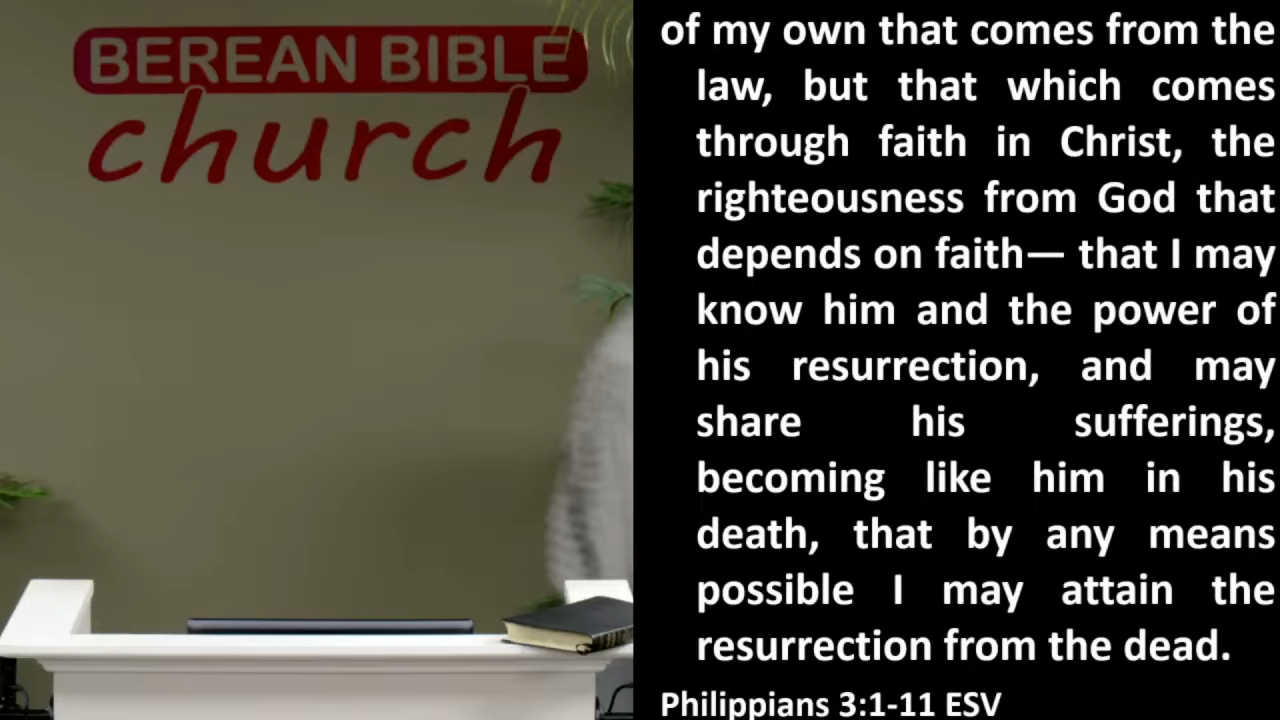 BEREAN BIBLE
church
of my own that comes from the
law, but that which comes
through faith in Christ, the
righteousness from God that
depends on faith— that I may
know him and the power of
his resurrection, and may
share his sufferings,
becoming like him in his
death, that by any means
possible I may attain the
resurrection from the dead.
Philippians 3:1-11 ESV